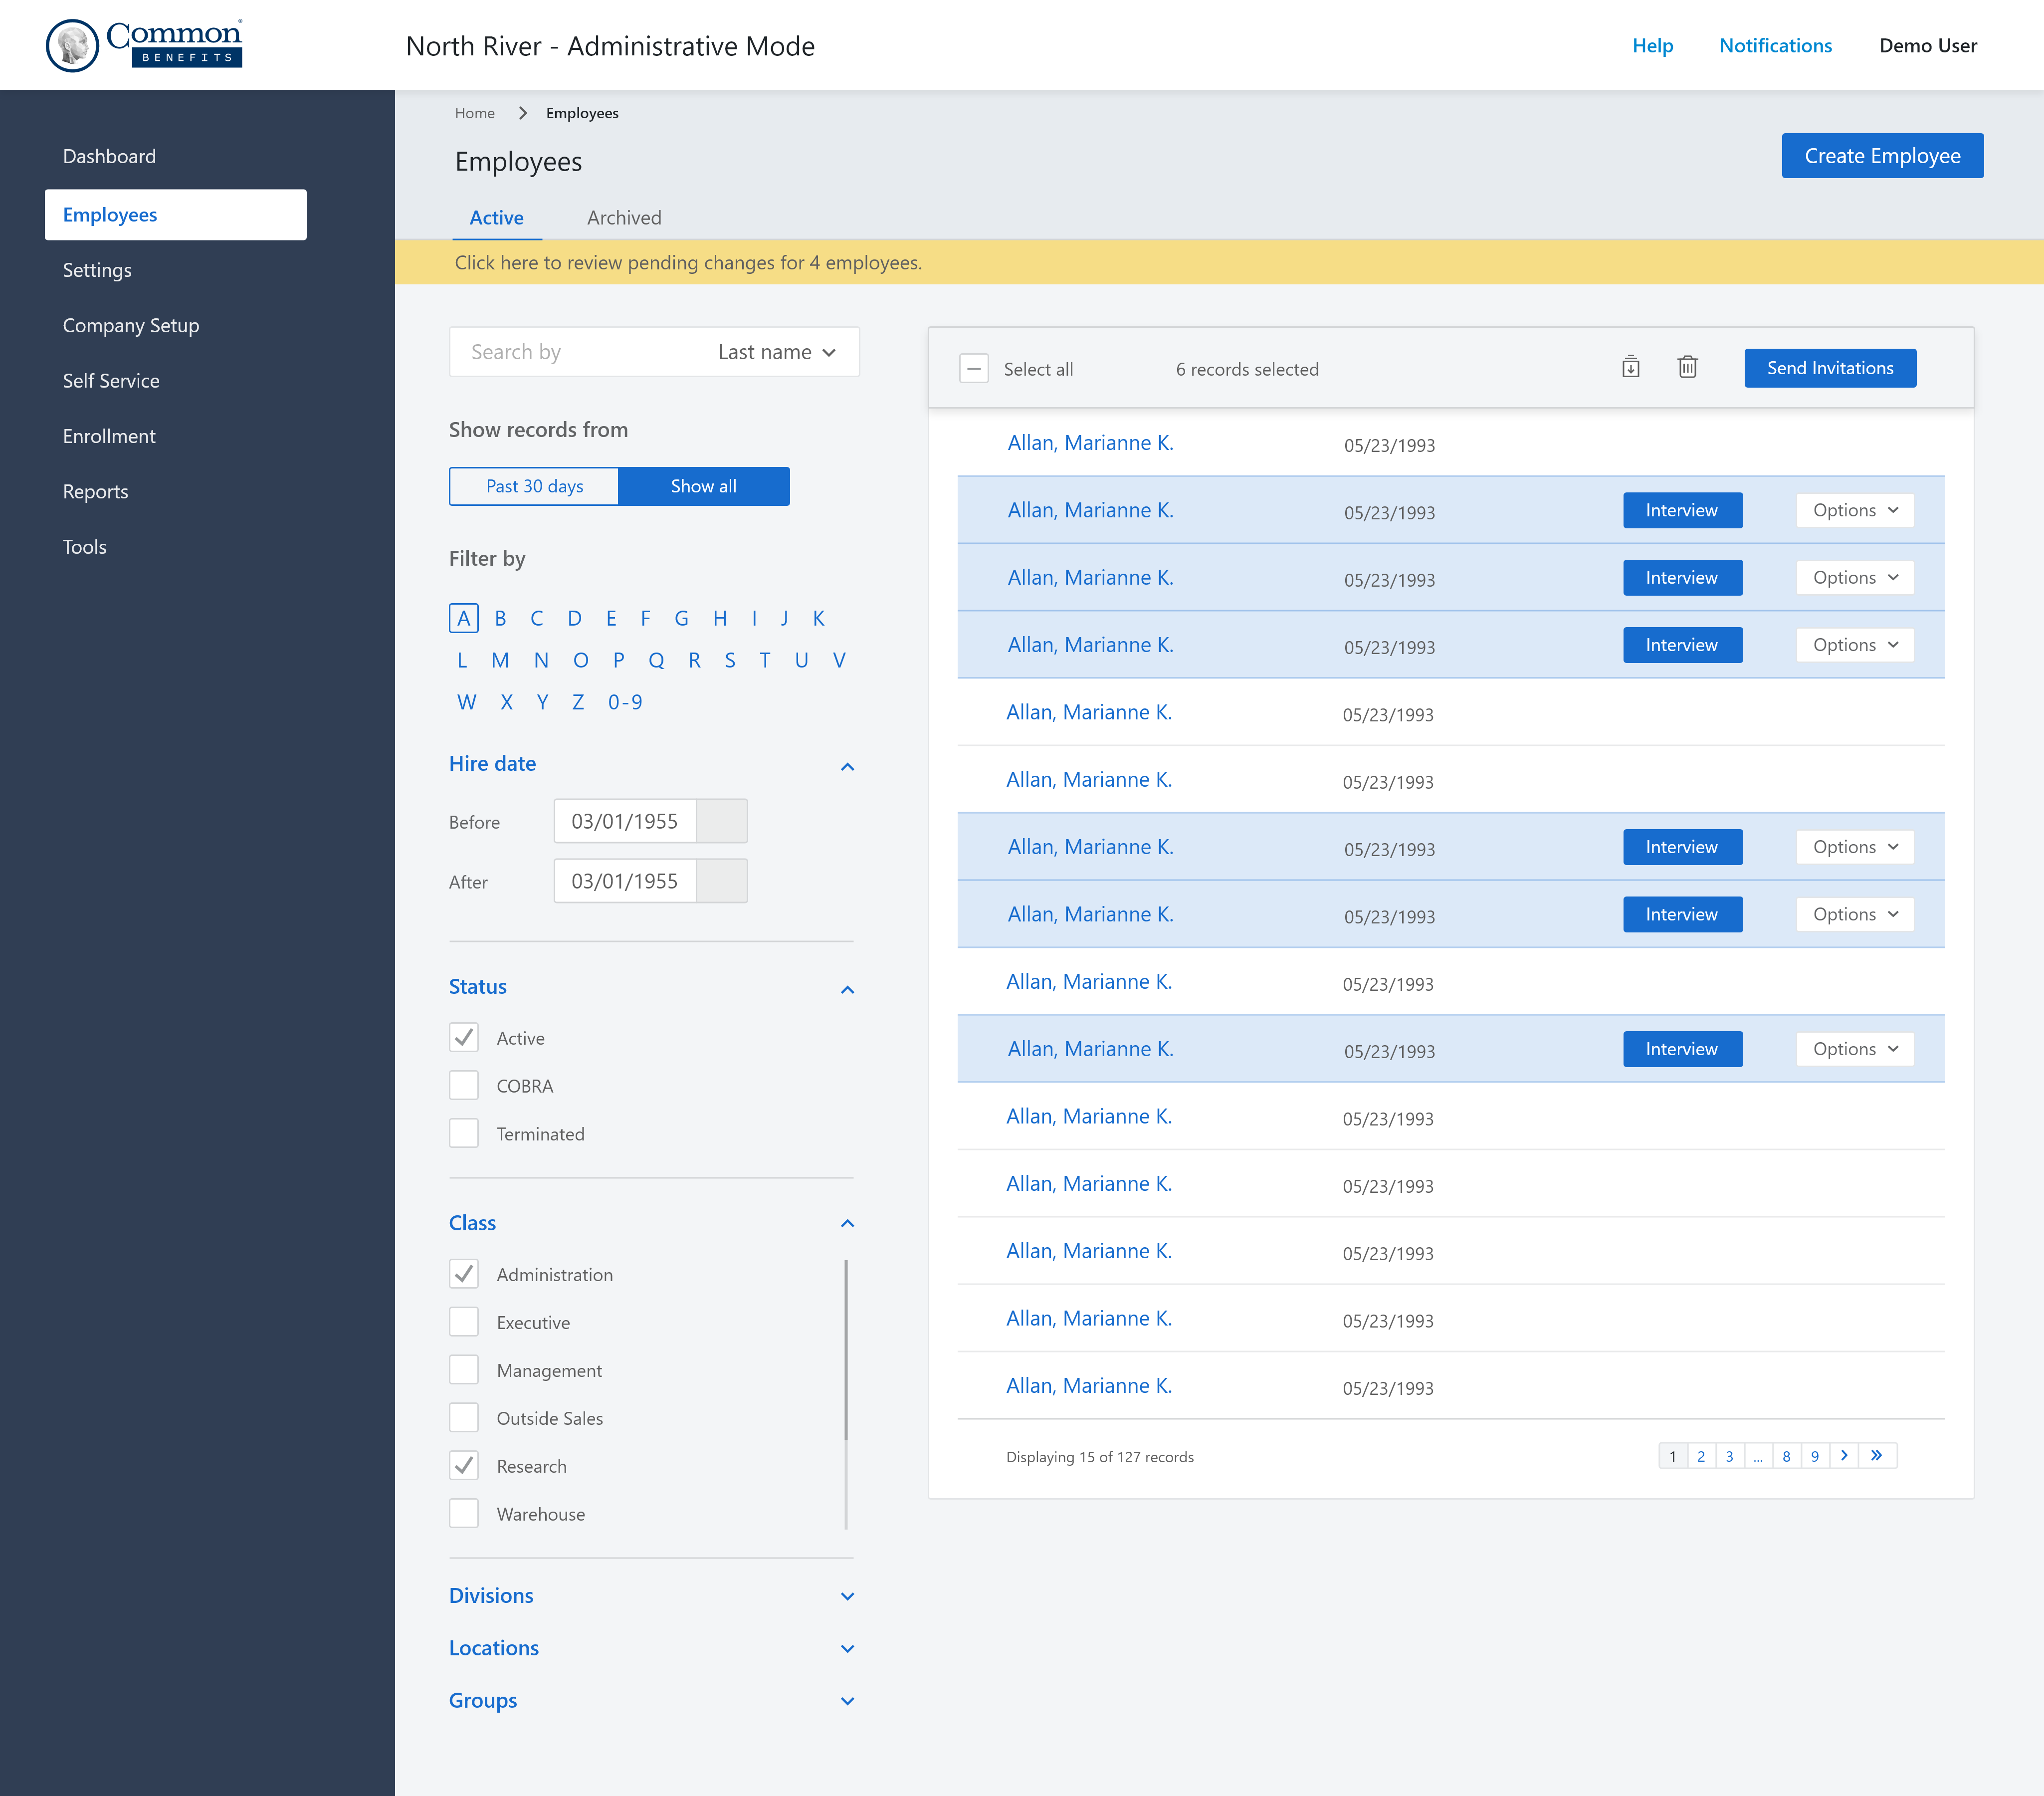 Common®
BENEFITS
North River - Administrative Mode
Help Notifications Demo User
Dashboard
Employees
Settings
Company Setup
Self Service
Enrollment
Reports
Tools
Home > Employees
Employees
Create Employee
Active Archived
Click here to review pending changes for 4 employees.
Search by Last name
Show records from
Past 30 days Show all
Filter by
A B C D E F G H I J K
L M N O P Q R S T U V
W X Y Z 0-9
Hire date
Before 03/01/1955
After 03/01/1955
Status
Active
COBRA
Terminated
Class
Administration
Executive
Management
Outside Sales
Research
Warehouse
Divisions
Locations
Groups
Select all 6 records selected Send Invitations
Allan, Marianne K. 05/23/1993
Allan, Marianne K. 05/23/1993 Interview Options
Allan, Marianne K. 05/23/1993 Interview Options
Allan, Marianne K. 05/23/1993 Interview Options
Allan, Marianne K. 05/23/1993
Allan, Marianne K. 05/23/1993
Allan, Marianne K. 05/23/1993 Interview Options
Allan, Marianne K. 05/23/1993 Interview Options
Allan, Marianne K. 05/23/1993
Allan, Marianne K. 05/23/1993 Interview Options
Allan, Marianne K. 05/23/1993
Allan, Marianne K. 05/23/1993
Allan, Marianne K. 05/23/1993
Allan, Marianne K. 05/23/1993
Allan, Marianne K. 05/23/1993
Displaying 15 of 127 records 1 2 3 ... 8 9 > »